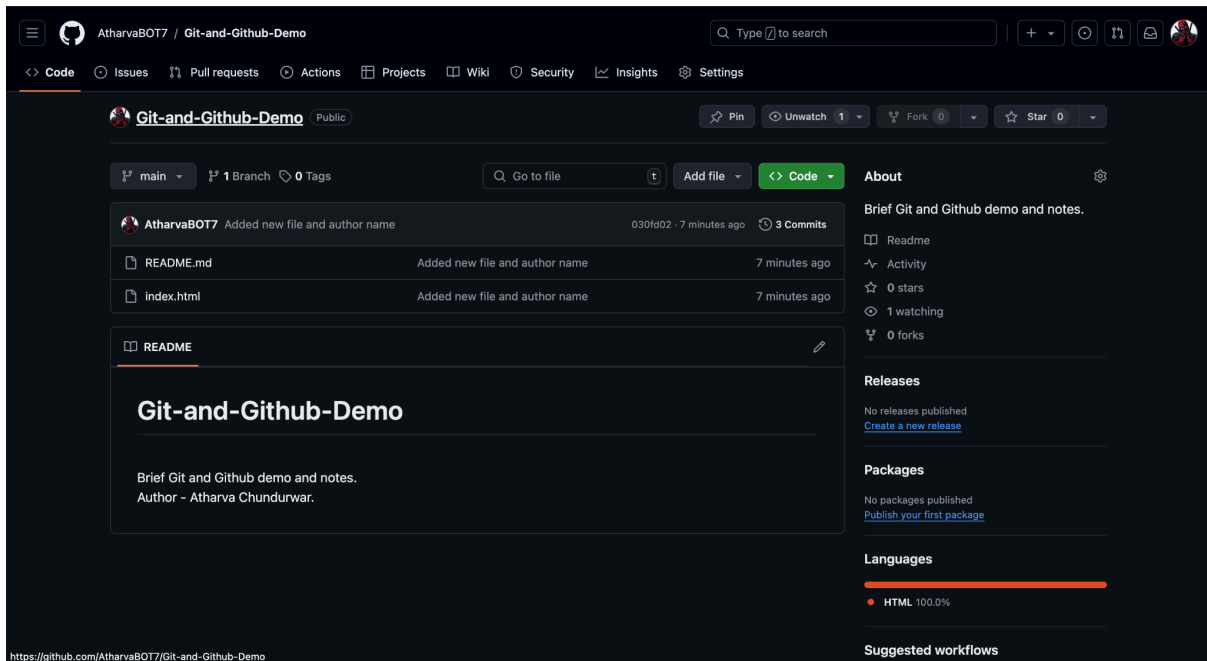 AtharvaBOT7 / Git-and-Github-Demo
Type / to search
Code Issues Pull requests Actions Projects Wiki Security Insights Settings
Git-and-Github-Demo Public
Pin Unwatch 1 Fork 0 Star 0
main 1 Branch 0 Tags Go to file t Add file Code
AtharvaBOT7 Added new file and author name 030fd02 · 7 minutes ago 3 Commits
README.md Added new file and author name 7 minutes ago
index.html Added new file and author name 7 minutes ago
README
Git-and-Github-Demo
Brief Git and Github demo and notes.
Author - Atharva Chundurwar.
About
Brief Git and Github demo and notes.
Readme
Activity
0 stars
1 watching
0 forks
Releases
No releases published
Create a new release
Packages
No packages published
Publish your first package
Languages
HTML 100.0%
Suggested workflows
https://github.com/AtharvaBOT7/Git-and-Github-Demo